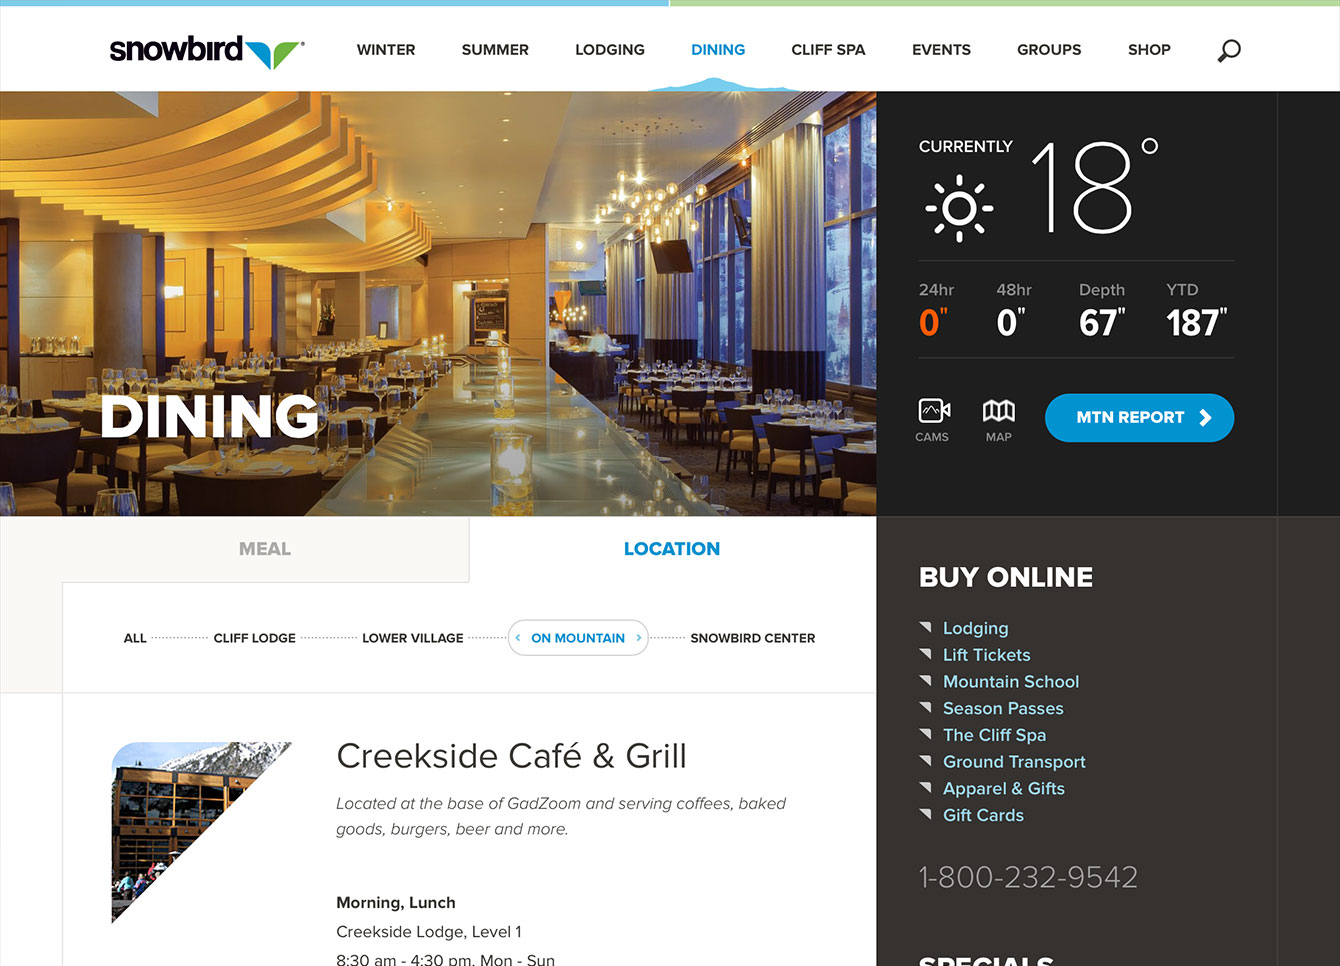 snowbird
WINTER SUMMER LODGING DINING CLIFF SPA EVENTS GROUPS SHOP
DINING
CURRENTLY 18°
24hr 48hr Depth YTD
0" 0" 67" 187"
CAMS MAP MTN REPORT
MEAL LOCATION
ALL CLIFF LODGE LOWER VILLAGE ‹ ON MOUNTAIN › SNOWBIRD CENTER
Creekside Café & Grill
Located at the base of GadZoom and serving coffees, baked
goods, burgers, beer and more.
Morning, Lunch
Creekside Lodge, Level 1
8:30 am - 4:30 pm, Mon - Sun
BUY ONLINE
Lodging
Lift Tickets
Mountain School
Season Passes
The Cliff Spa
Ground Transport
Apparel & Gifts
Gift Cards
1-800-232-9542
SPECIALS